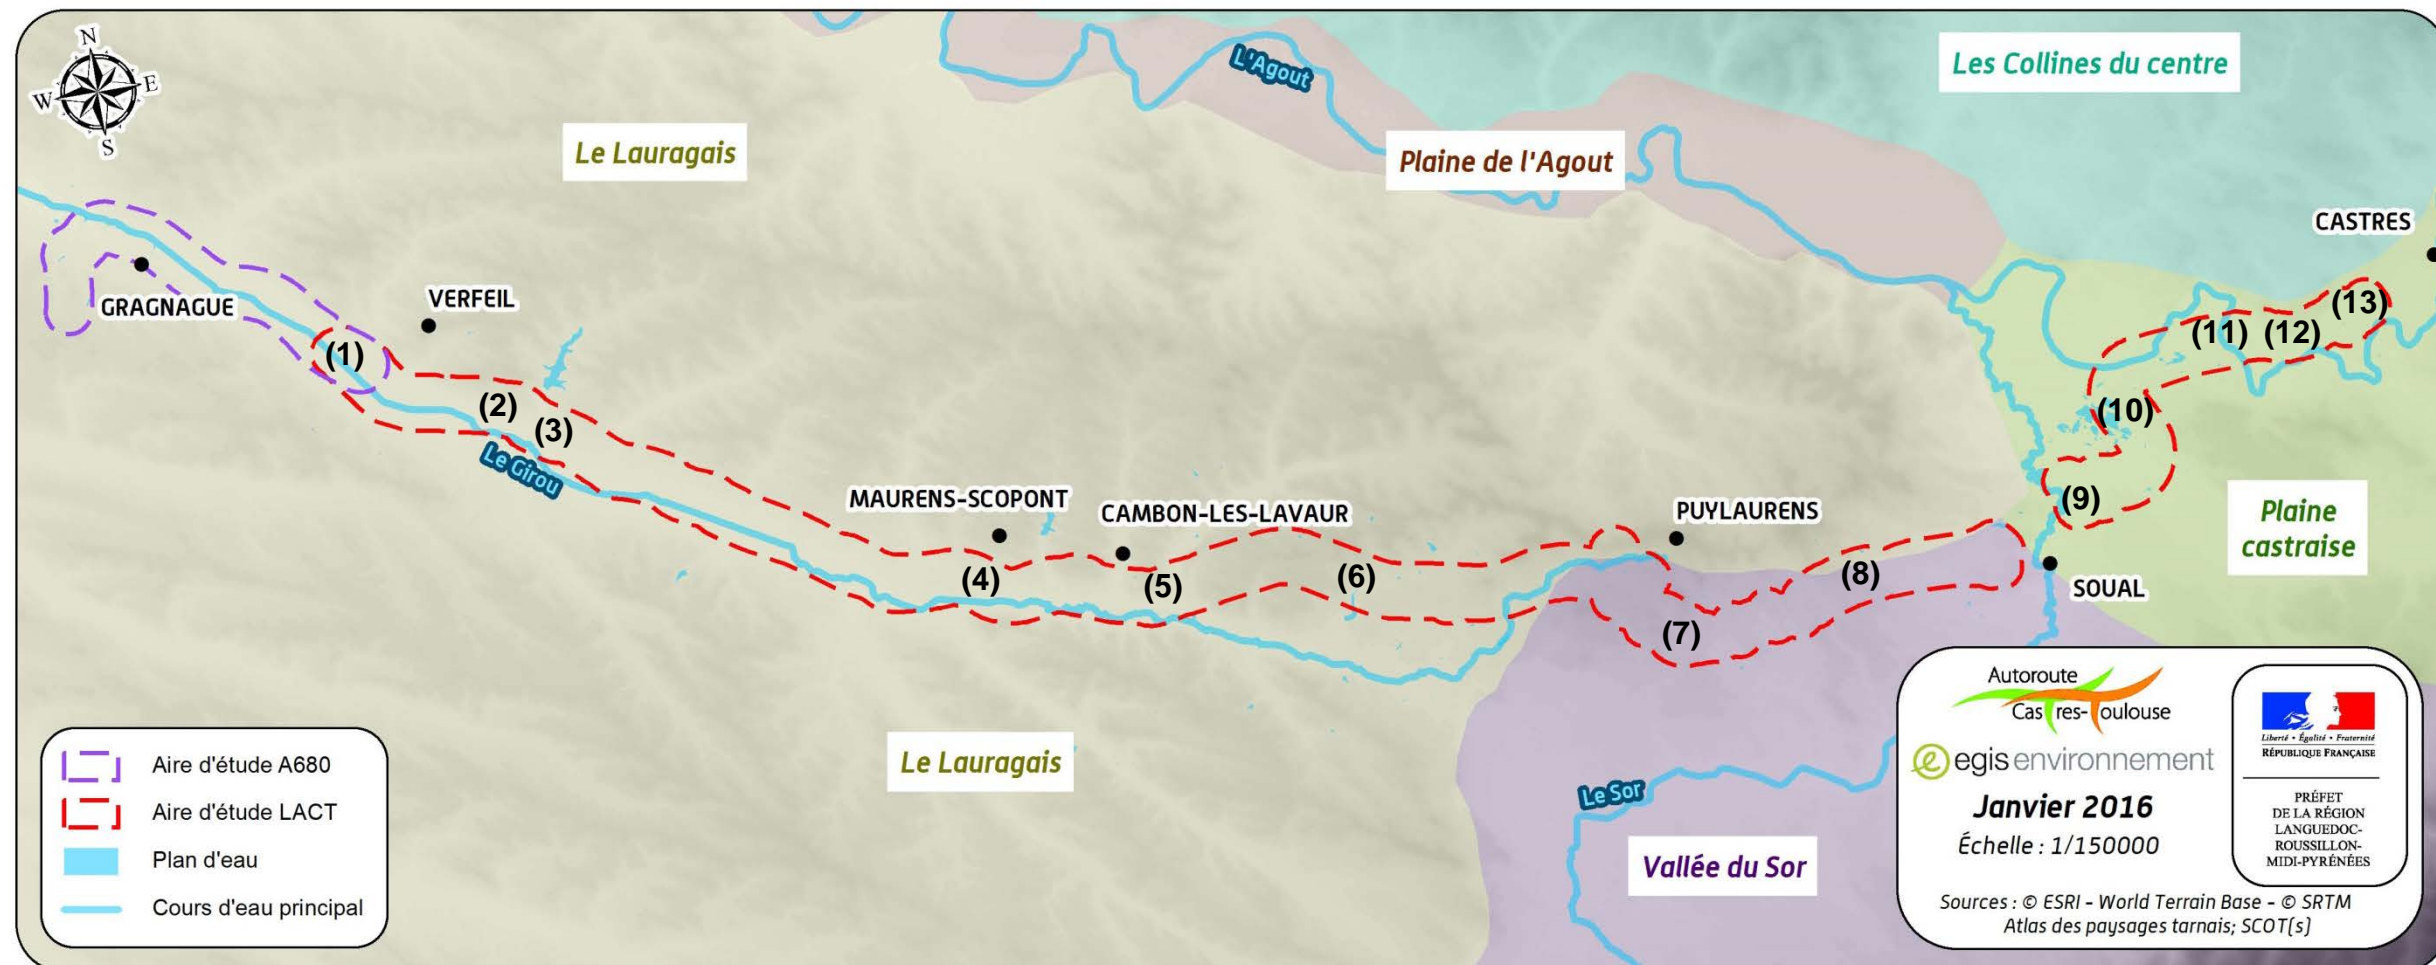 N
W
E
S
L'Agout
Les Collines du centre
Le Lauragais
Plaine de l'Agout
CASTRES
GRAGNAGUE
VERFEIL
(1)
(2)
(3)
Le Girou
MAURENS-SCOPONT
CAMBON-LES-LAVAUR
PUYLAURENS
(4)
(5)
(6)
(7)
(8)
(9)
(10)
(11)
(12)
(13)
SOUAL
Plaine
castraise
Le Lauragais
Le Sor
Vallée du Sor
Aire d'étude A680
Aire d'étude LACT
Plan d'eau
Cours d'eau principal
Autoroute
Castres-Toulouse
egis environnement
Janvier 2016
Échelle : 1/150000
Liberté • Égalité • Fraternité
RÉPUBLIQUE FRANÇAISE
PRÉFET
DE LA RÉGION
LANGUEDOC-
ROUSSILLON-
MIDI-PYRÉNÉES
Sources : © ESRI - World Terrain Base - © SRTM
Atlas des paysages tarnais; SCOT(s)